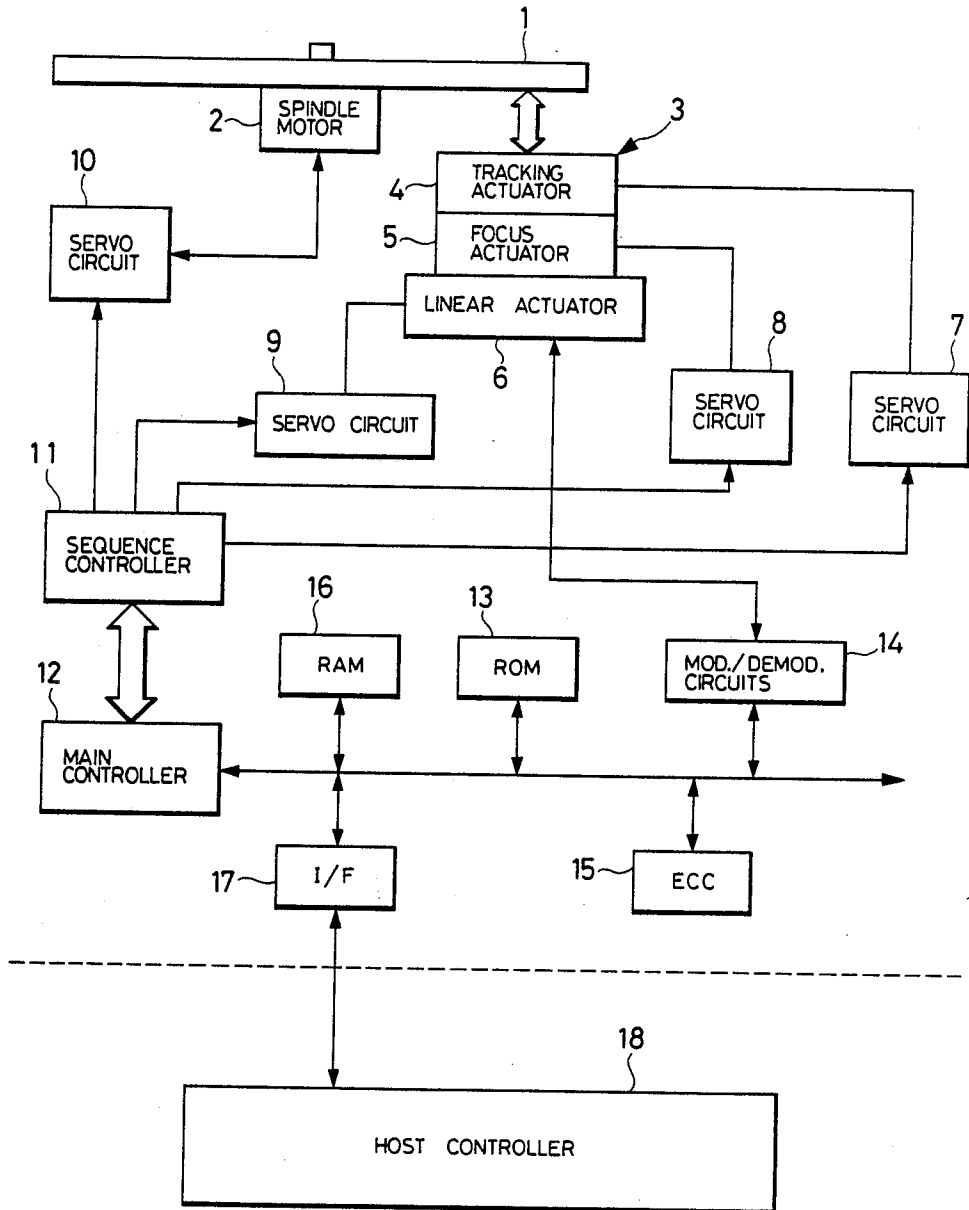 1
2
SPINDLE
MOTOR
3
10
4
TRACKING
ACTUATOR
SERVO
CIRCUIT
5
FOCUS
ACTUATOR
LINEAR ACTUATOR
6
9
8
7
SERVO CIRCUIT
SERVO
CIRCUIT
SERVO
CIRCUIT
11
SEQUENCE
CONTROLLER
16
13
14
RAM
ROM
MOD./DEMOD.
CIRCUITS
12
MAIN
CONTROLLER
17
I/F
15
ECC
18
HOST CONTROLLER